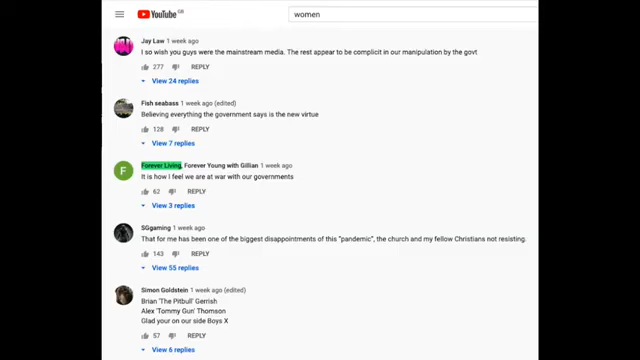 YouTube GB
women
Jay Law 1 week ago
I so wish you guys were the mainstream media. The rest appear to be complicit in our manipulation by the govt
277 REPLY
View 24 replies
Fish seabass 1 week ago (edited)
Believing everything the government says is the new virtue
128 REPLY
View 7 replies
F
Forever Living, Forever Young with Gillian 1 week ago
It is how I feel we are at war with our governments
62 REPLY
View 3 replies
SGgaming 1 week ago
That for me has been one of the biggest disappointments of this "pandemic", the church and my fellow Christians not resisting.
143 REPLY
View 55 replies
Simon Goldstein 1 week ago (edited)
Brian 'The Pitbull' Gerrish
Alex 'Tommy Gun' Thomson
Glad your on our side Boys X
57 REPLY
View 6 replies